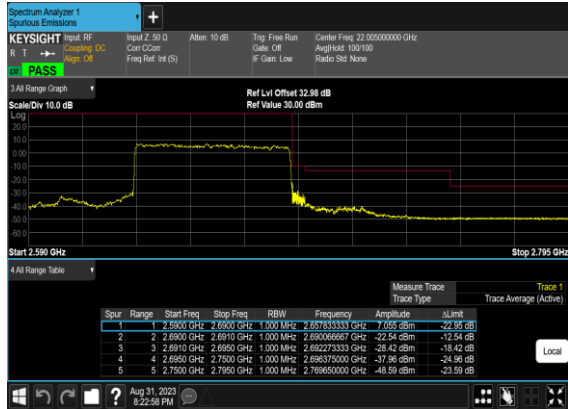 Spectrum Analyzer 1
Spurious Emissions
KEYSIGHT Input: RF Input Z: 50 Ω Atten: 10 dB Trig: Free Run Center Freq: 22.005000000 GHz
R T Coupling: DC Corr CCorr Gate: Off Avg|Hold: 100/100
Align: Off Freq Ref: Int (S) IF Gain: Low Radio Std: None
LXI PASS
3 All Range Graph
Ref Lvl Offset 32.98 dB
Scale/Div 10.0 dB Ref Value 30.00 dBm
Log
20.0
10.0
0.00
-10.0
-20.0
-30.0
-40.0
-50.0
-60.0
Start 2.590 GHz Stop 2.795 GHz
4 All Range Table
Measure Trace Trace 1
Trace Type Trace Average (Active)
Spur Range Start Freq Stop Freq RBW Frequency Amplitude ΔLimit
1 1 2.5900 GHz 2.6900 GHz 1.000 MHz 2.657833333 GHz 7.055 dBm -22.95 dB
2 2 2.6900 GHz 2.6910 GHz 1.000 MHz 2.690066667 GHz -22.54 dBm -12.54 dB
3 3 2.6910 GHz 2.6950 GHz 1.000 MHz 2.692273333 GHz -28.42 dBm -18.42 dB
4 4 2.6950 GHz 2.7500 GHz 1.000 MHz 2.696375000 GHz -37.96 dBm -24.96 dB
5 5 2.7500 GHz 2.7950 GHz 1.000 MHz 2.769650000 GHz -48.59 dBm -23.59 dB
Local
Aug 31, 2023
8:22:58 PM